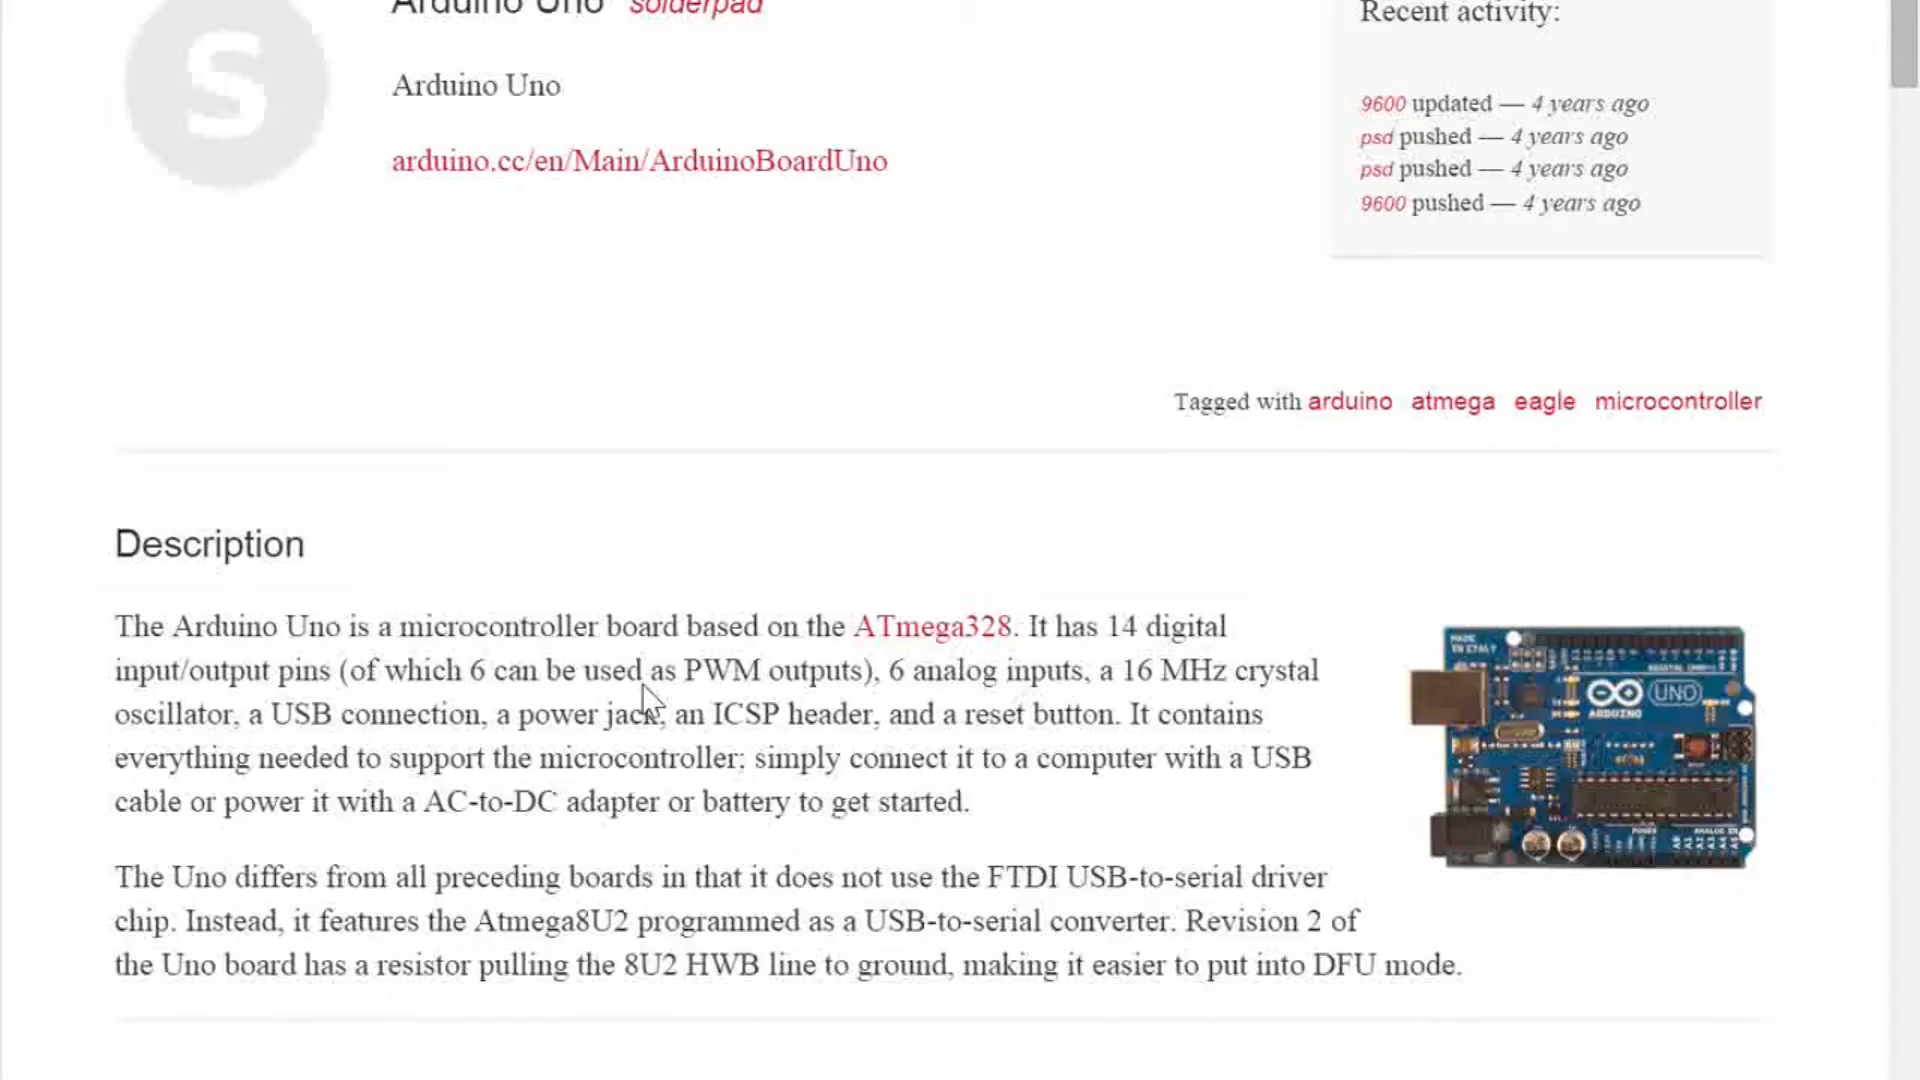 S
Arduino Uno solderpad
Arduino Uno
arduino.cc/en/Main/ArduinoBoardUno
Recent activity:
9600 updated — 4 years ago
psd pushed — 4 years ago
psd pushed — 4 years ago
9600 pushed — 4 years ago
Tagged with arduino atmega eagle microcontroller
Description
The Arduino Uno is a microcontroller board based on the ATmega328. It has 14 digital
input/output pins (of which 6 can be used as PWM outputs), 6 analog inputs, a 16 MHz crystal
oscillator, a USB connection, a power jack, an ICSP header, and a reset button. It contains
everything needed to support the microcontroller; simply connect it to a computer with a USB
cable or power it with a AC-to-DC adapter or battery to get started.
MADE
IN ITALY
UNO
ARDUINO
The Uno differs from all preceding boards in that it does not use the FTDI USB-to-serial driver
chip. Instead, it features the Atmega8U2 programmed as a USB-to-serial converter. Revision 2 of
the Uno board has a resistor pulling the 8U2 HWB line to ground, making it easier to put into DFU mode.